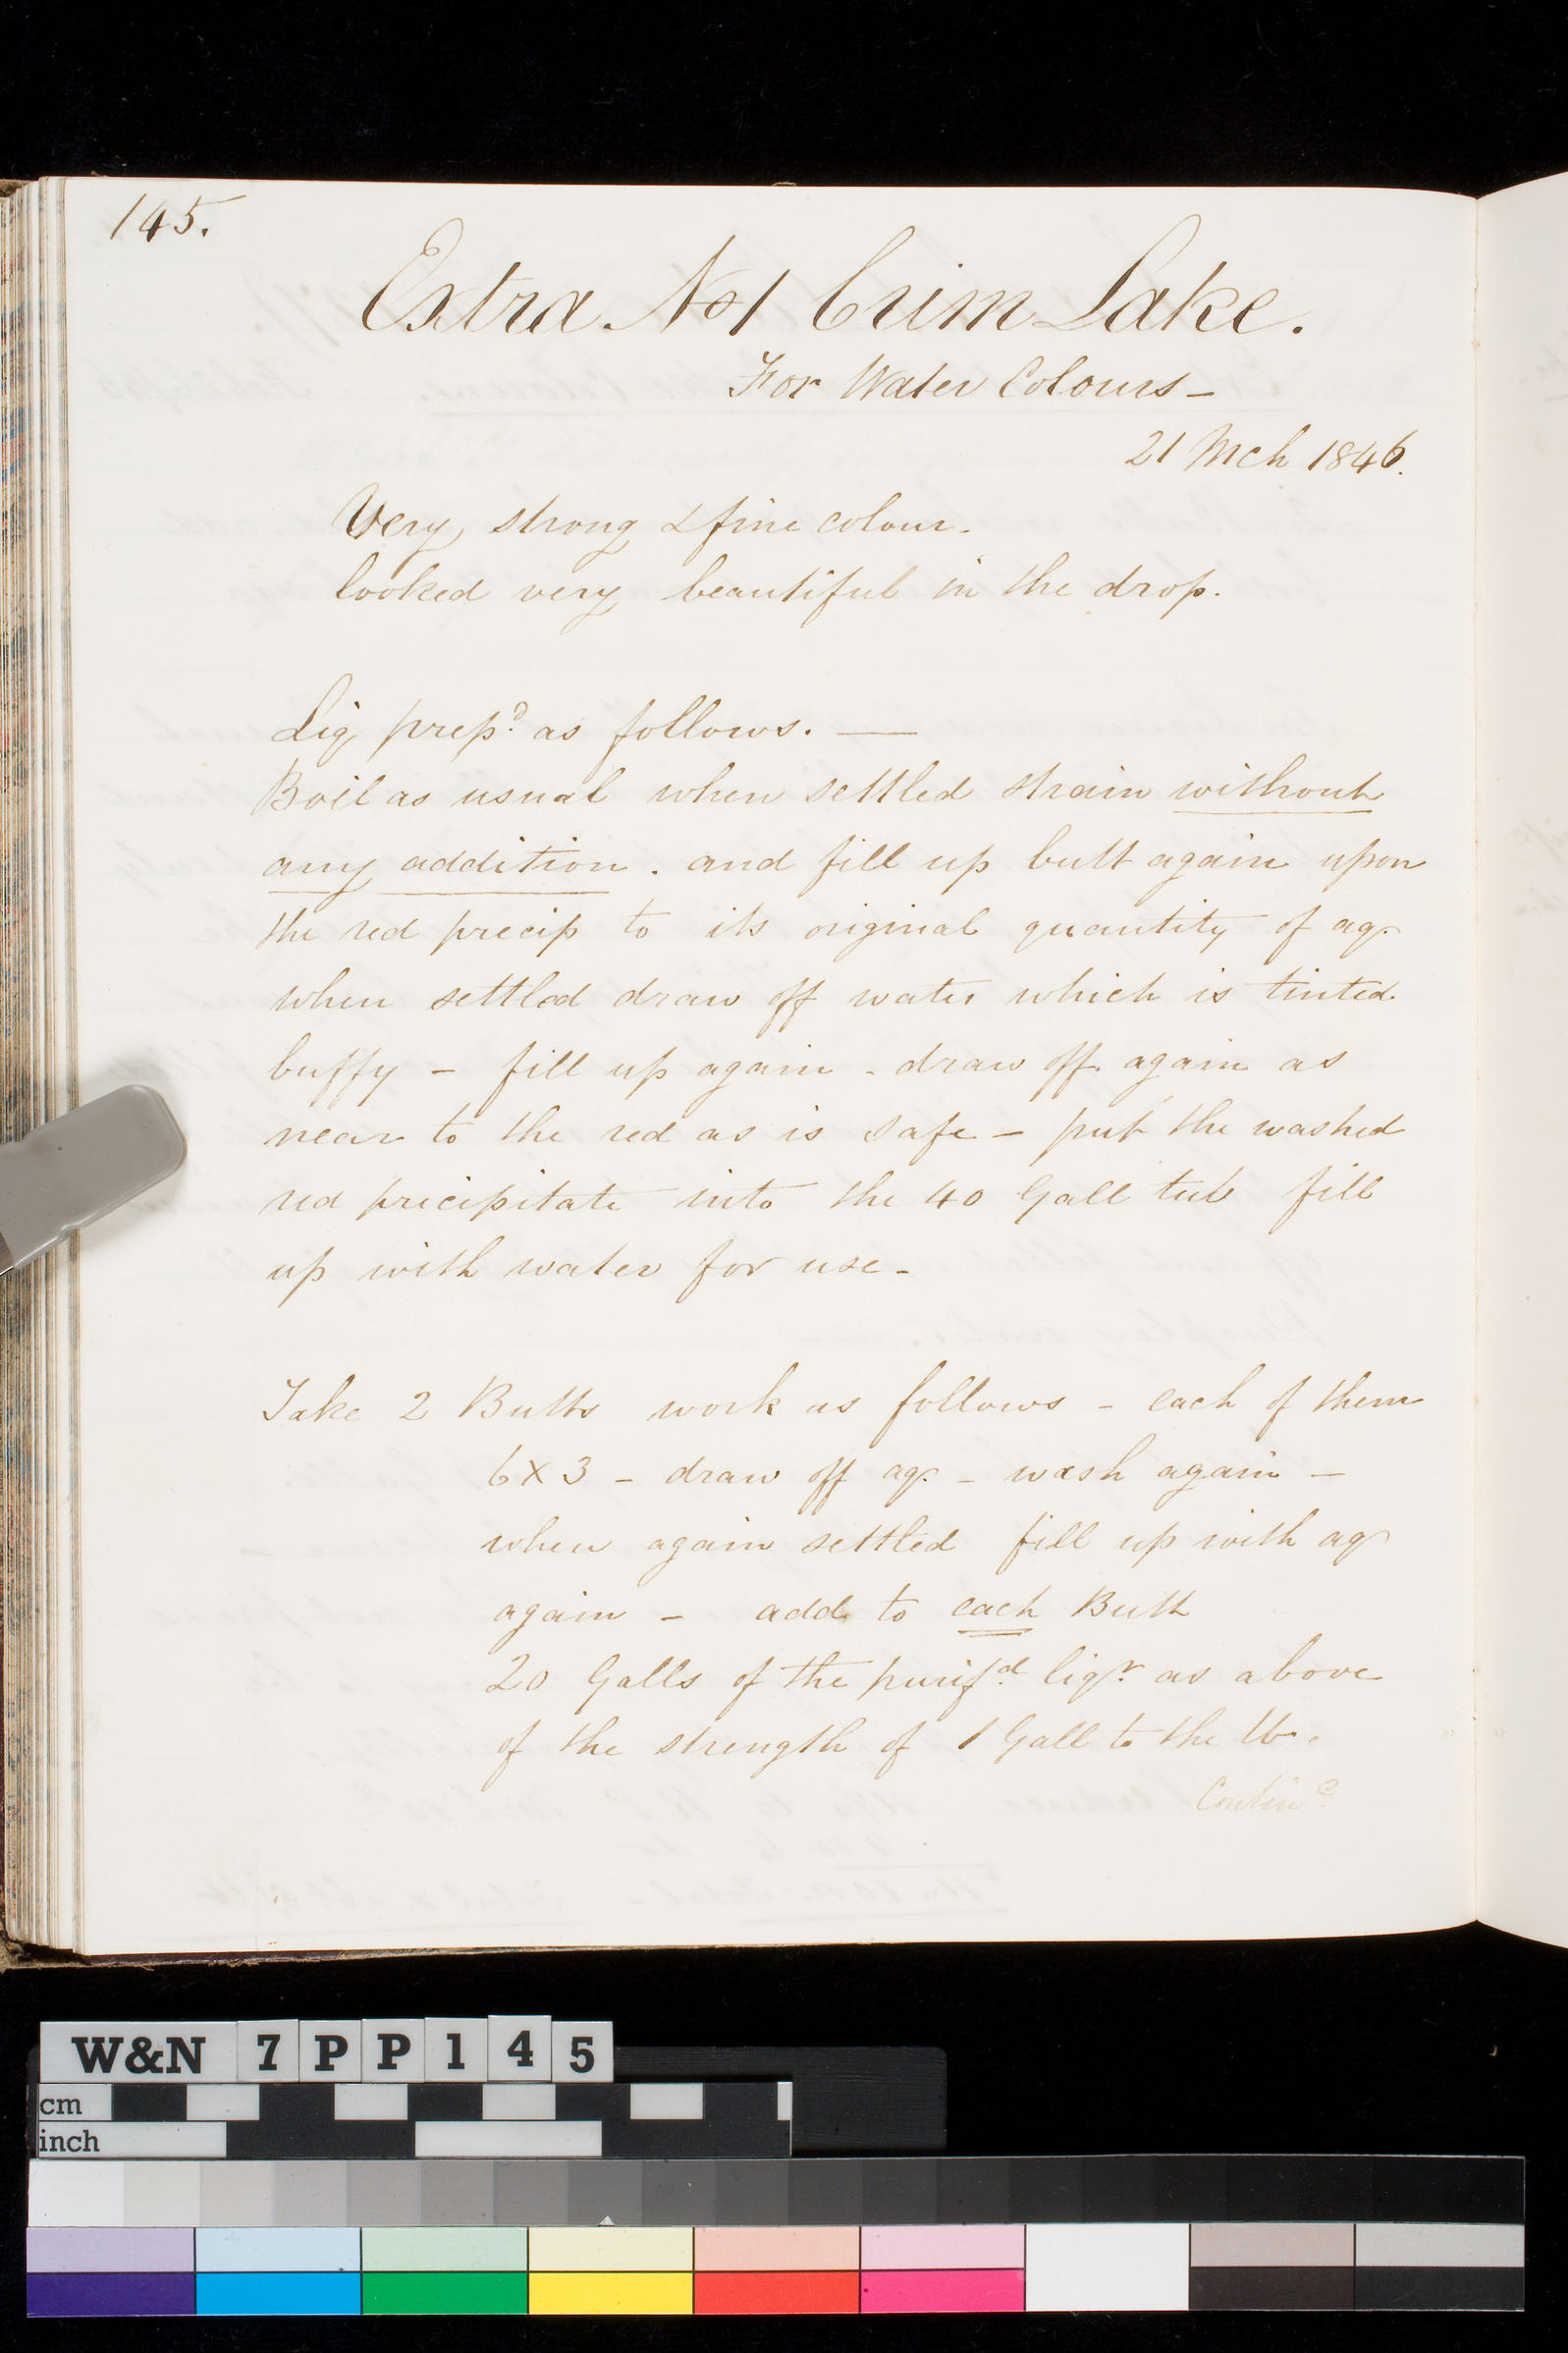 145.
Extra No 1 Crim Lake.
For Water Colours –
21 Mch 1846.
Very strong & fine colour.
looked very beautiful in the drop.
Liq prepd. as follows. —
Boil as usual when settled strain without
any addition. and fill up butt again upon
the red precip to its original quantity of aq.
when settled draw off water which is tinted
buffy – fill up again - draw off again as
near to the red as is safe – put the washed
red precipitate into the 40 Gall tub fill
up with water for use –
Take 2 Butts work as follows – each of them
6 x 3 – draw off aq. – wash again –
when again settled fill up with aq
again – add to each Butt
20 Galls of the purifd. liqr. as above
of the strength of 1 Gall to the lb.
W&N 7PP145
cm
inch